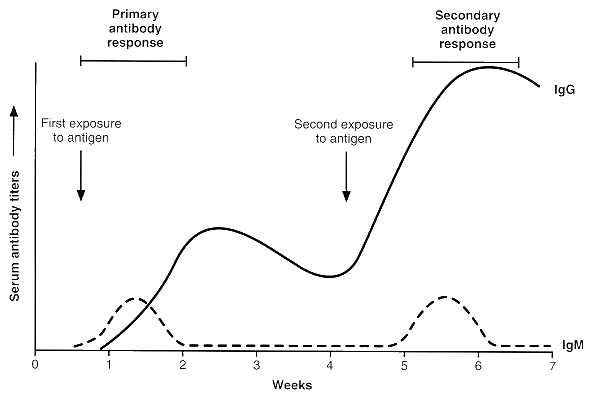 Primary
antibody
response
Secondary
antibody
response
IgG
First exposure
to antigen
Second exposure
to antigen
Serum antibody titers
IgM
0 1 2 3 4 5 6 7
Weeks